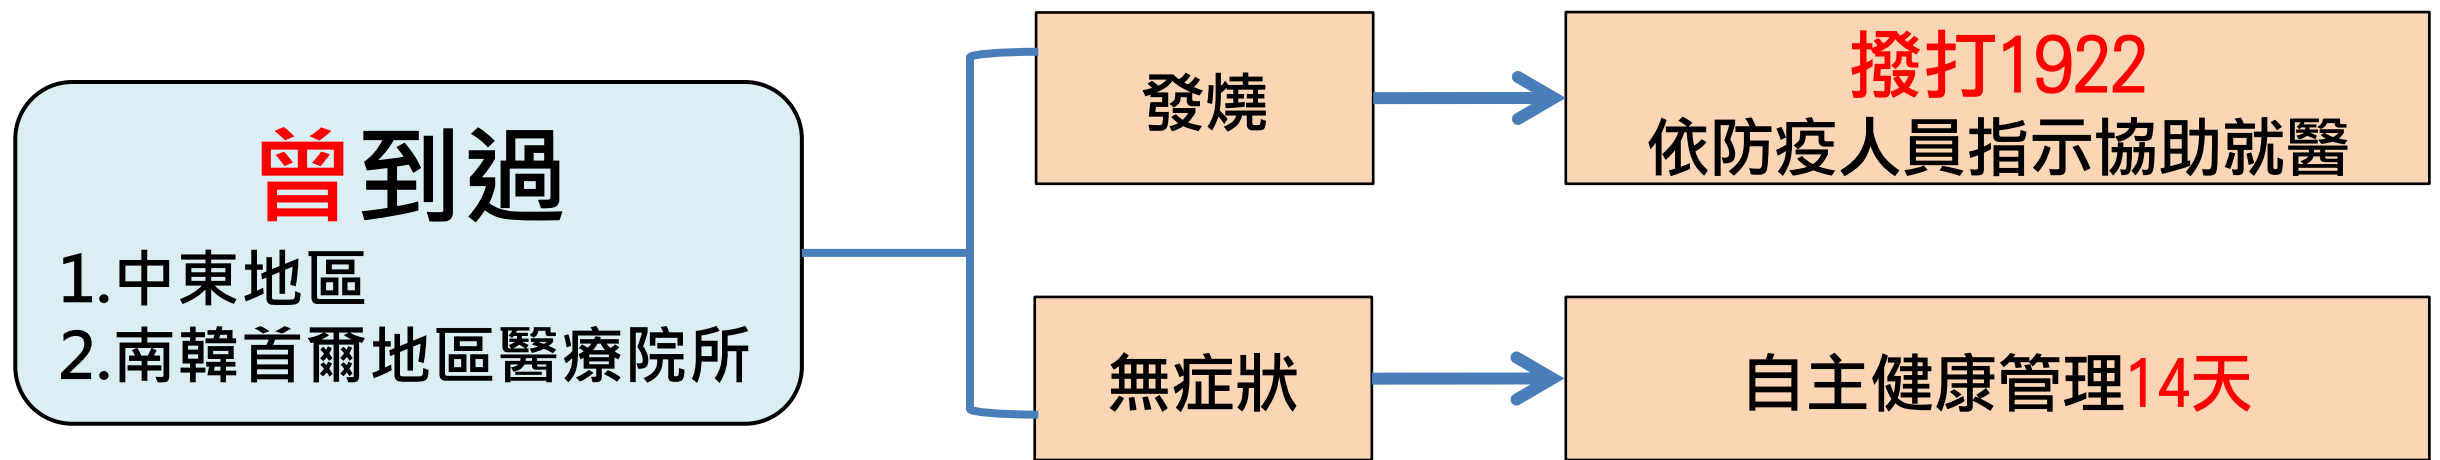 曾到過
1.中東地區
2.南韓首爾地區醫療院所
發燒
撥打1922
依防疫人員指示協助就醫
無症狀
自主健康管理14天